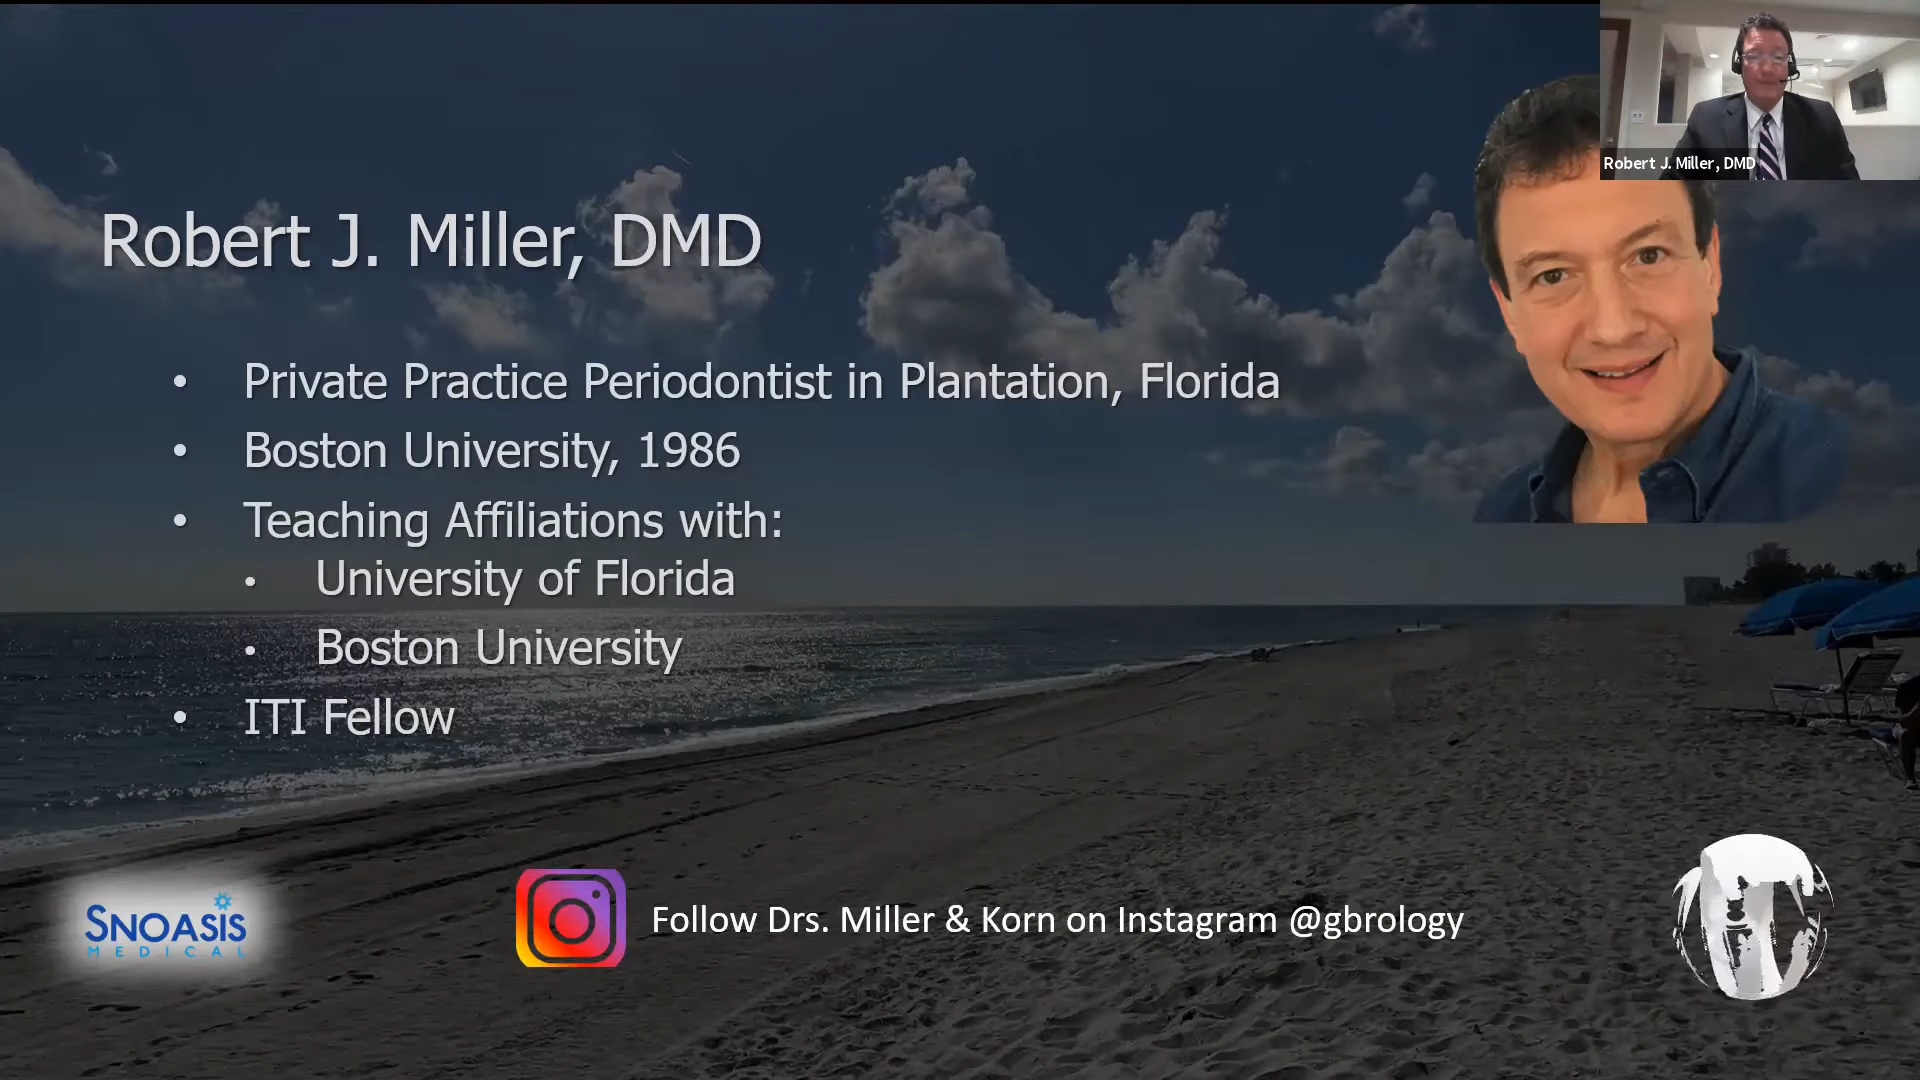 Robert J. Miller, DMD
Robert J. Miller, DMD
• Private Practice Periodontist in Plantation, Florida
• Boston University, 1986
• Teaching Affiliations with:
• University of Florida
• Boston University
• ITI Fellow
SNOASIS
MEDICAL
Follow Drs. Miller & Korn on Instagram @gbrology